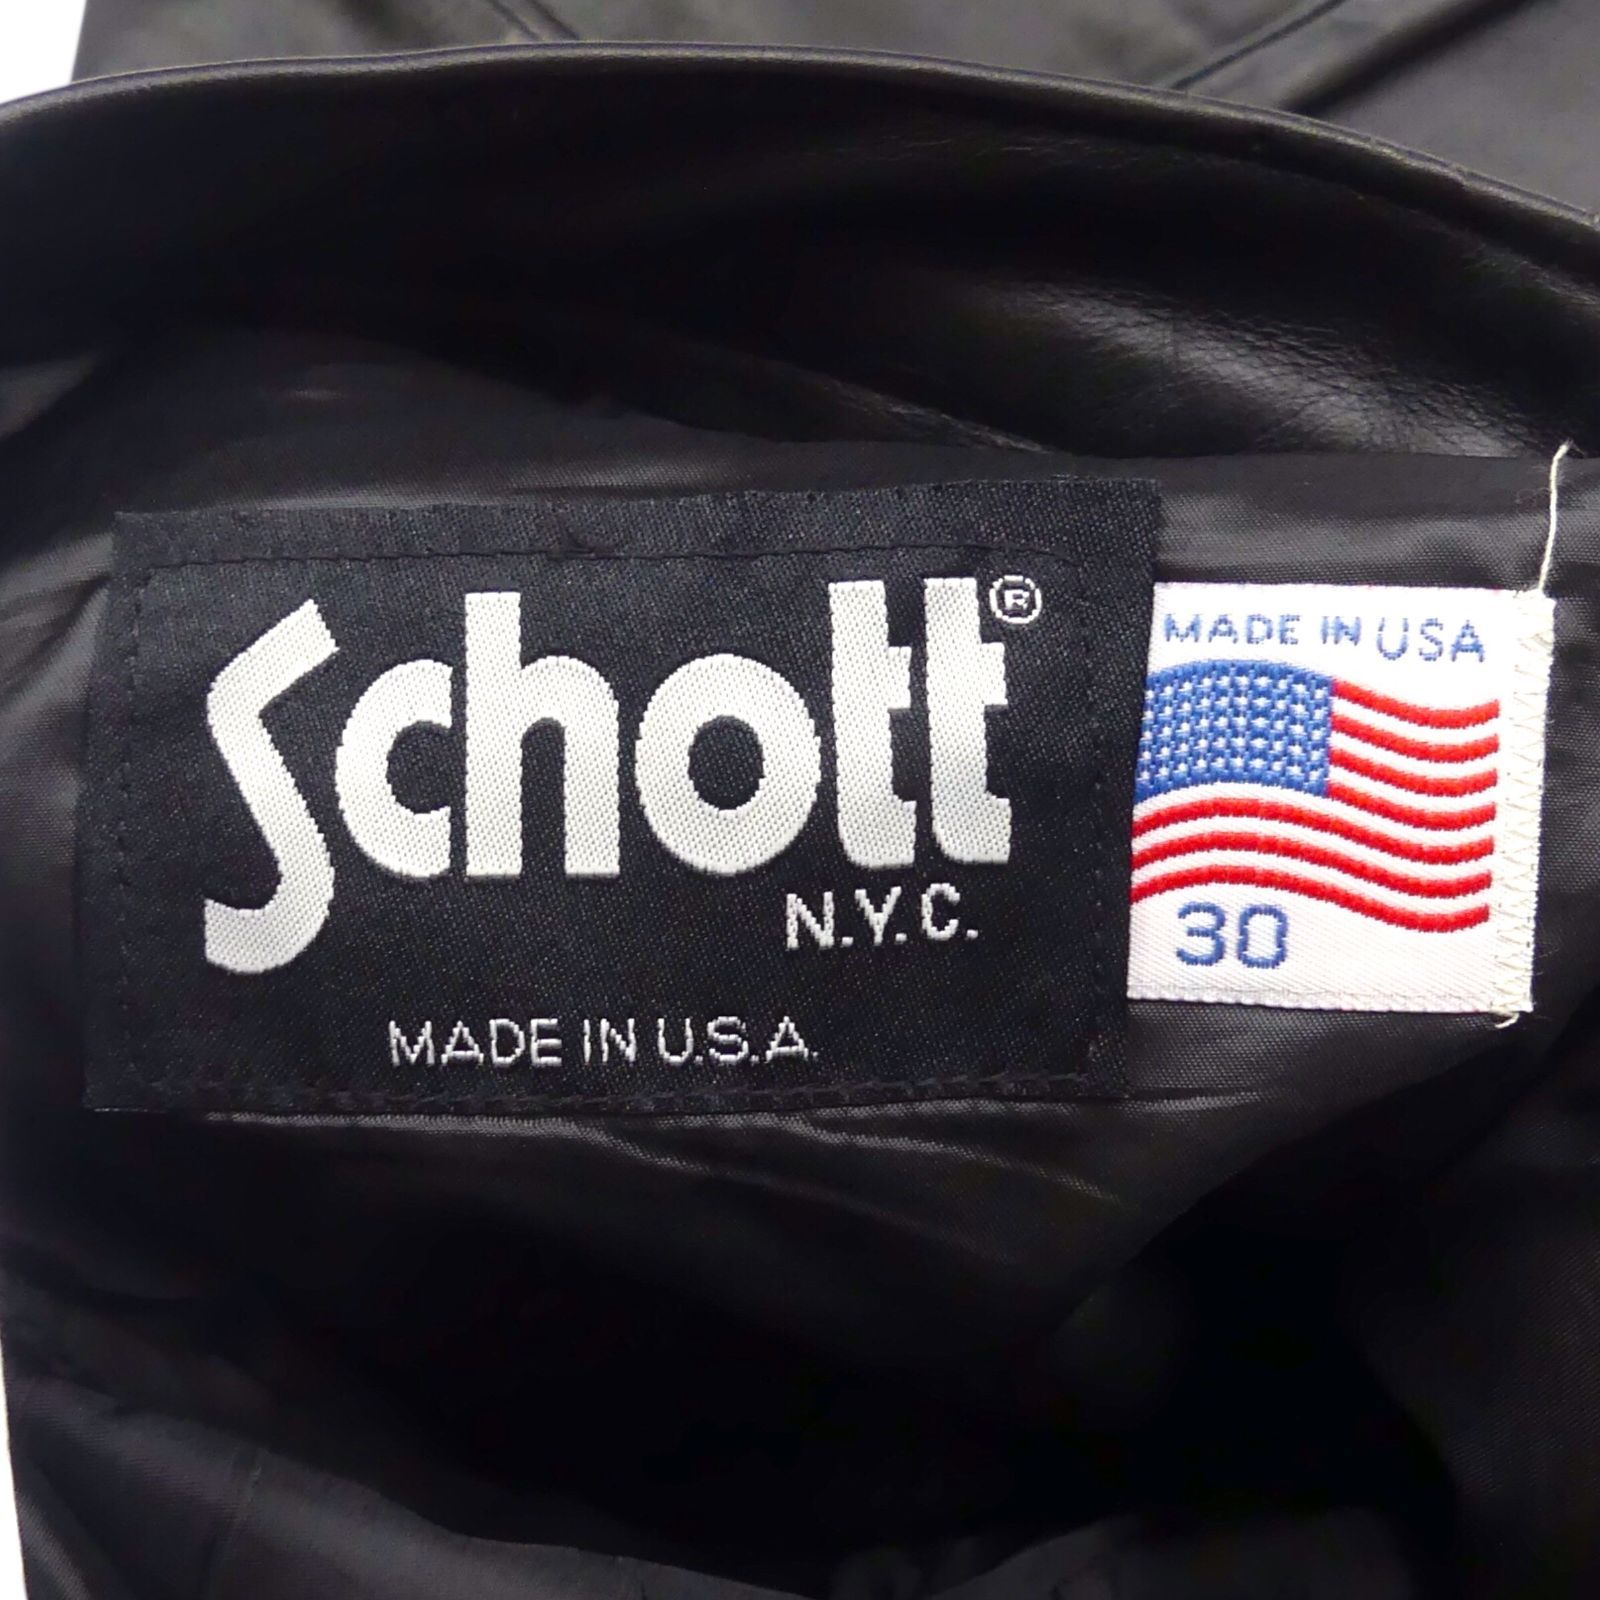 Schott®
N.Y.C.
MADE IN U.S.A.
MADE IN USA
30